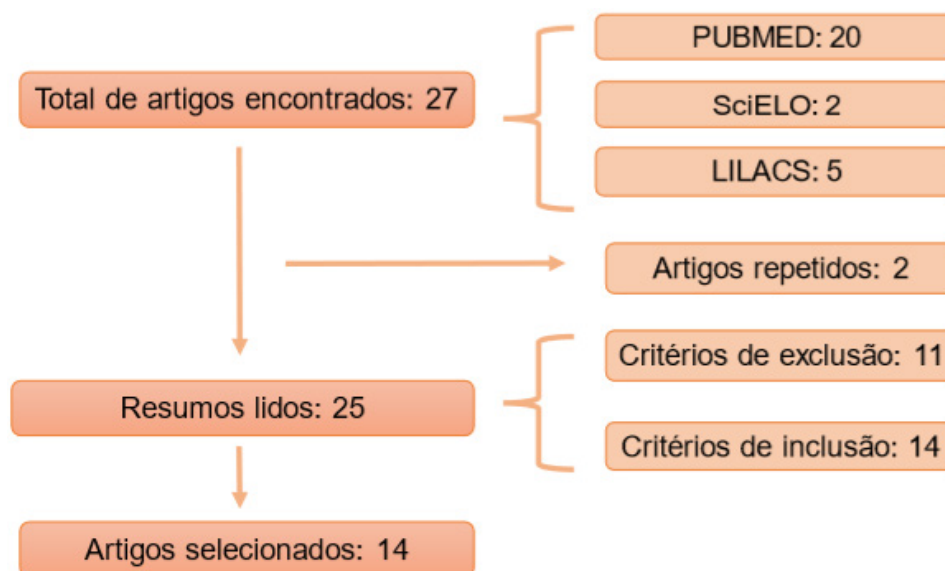 PUBMED: 20
Total de artigos encontrados: 27
SciELO: 2
LILACS: 5
Artigos repetidos: 2
Critérios de exclusão: 11
Resumos lidos: 25
Critérios de inclusão: 14
Artigos selecionados: 14